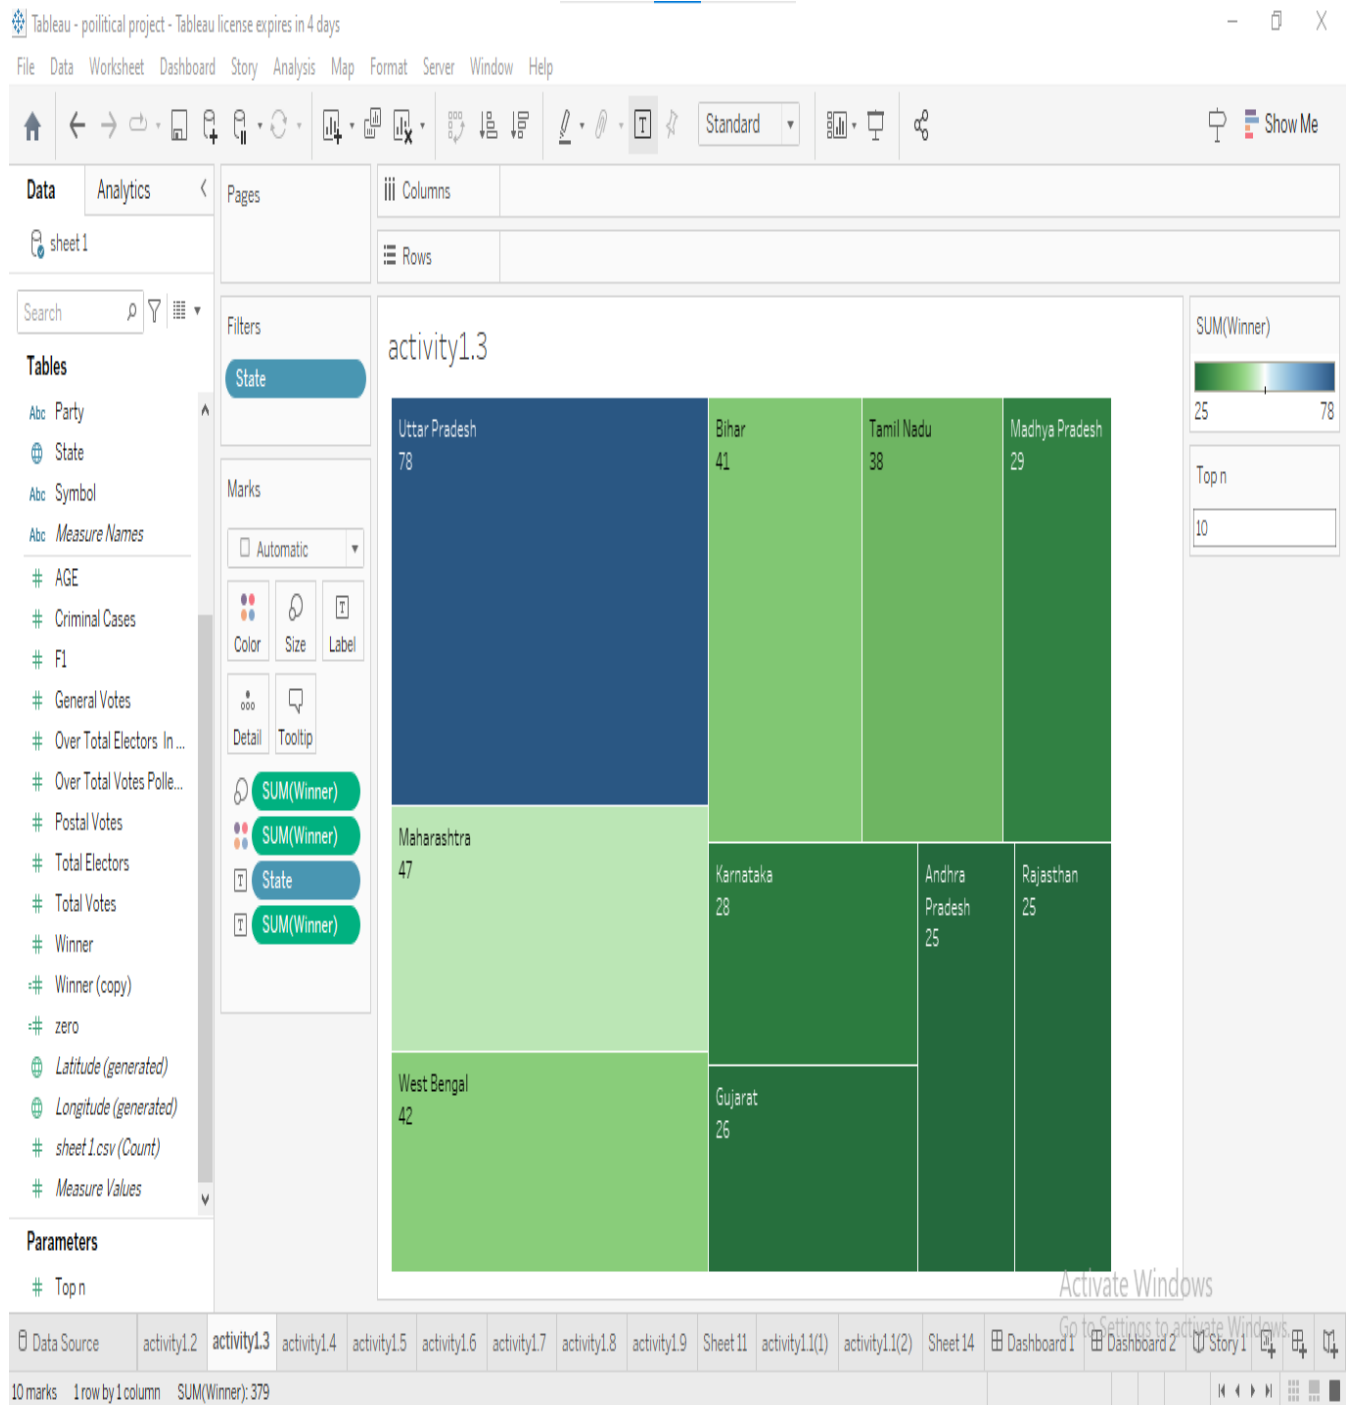 Tableau - poilitical project - Tableau license expires in 4 days
File Data Worksheet Dashboard Story Analysis Map Format Server Window Help
Standard
Show Me
Data Analytics
sheet 1
Search
Tables
Abc Party
State
Abc Symbol
Abc Measure Names
# AGE
# Criminal Cases
# F1
# General Votes
# Over Total Electors In ...
# Over Total Votes Polle...
# Postal Votes
# Total Electors
# Total Votes
# Winner
=# Winner (copy)
=# zero
Latitude (generated)
Longitude (generated)
# sheet 1.csv (Count)
# Measure Values
Parameters
# Top n
Pages
Filters
State
Marks
Automatic
Color Size Label
Detail Tooltip
SUM(Winner)
SUM(Winner)
State
SUM(Winner)
Columns
Rows
activity1.3
Uttar Pradesh
78
Bihar
41
Tamil Nadu
38
Madhya Pradesh
29
Maharashtra
47
Karnataka
28
Andhra
Pradesh
25
Rajasthan
25
West Bengal
42
Gujarat
26
SUM(Winner)
25 78
Top n
10
Activate Windows
Go to Settings to activate Windows.
Data Source activity1.2 activity1.3 activity1.4 activity1.5 activity1.6 activity1.7 activity1.8 activity1.9 Sheet 11 activity1.1(1) activity1.1(2) Sheet 14 Dashboard 1 Dashboard 2 Story 1
10 marks 1 row by 1 column SUM(Winner): 379